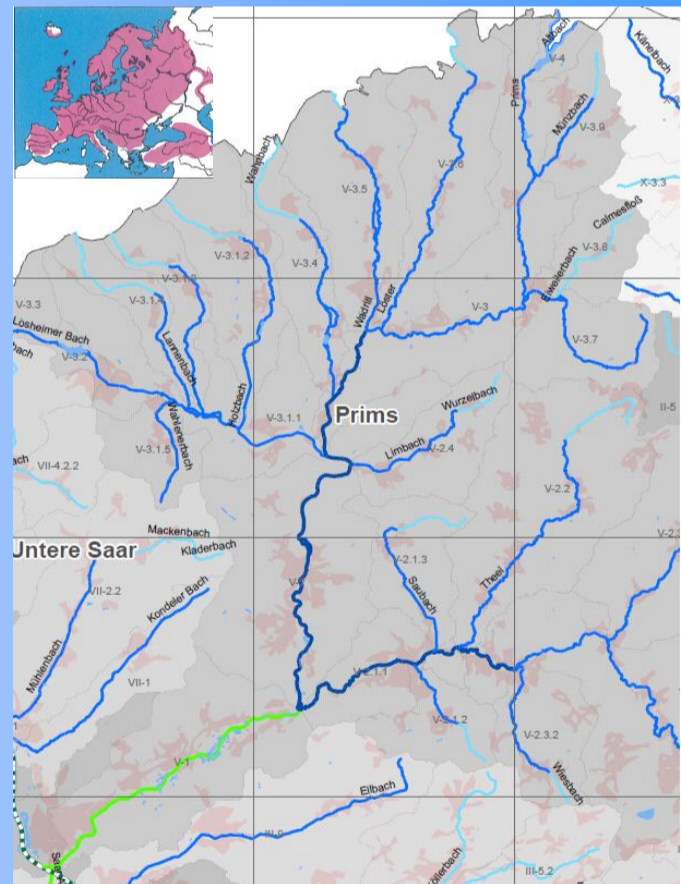 Altbach
V-4
Känelbach
Prims
Münzbach
V-3.9
Wahnbach
V-3.5
V-2.6
X-3.3
Calmesfloß
V-3.8
V-3.1.2
V-3.4
Eiweilerbach
V-3.1.3
V-3.1.4
V-3.3
Wadrill
Löster
V-3
Losheimer Bach
V-3.2
V-3.7
Lannenbach
Holzbach
V-3.1.1
Prims
Wurzelbach
II-5
Wahlenerbach
V-3.1.5
Limbach
V-2.4
VII-4.2.2
V-2.2
Mackenbach
Untere Saar
Kladerbach
V-2.1.3
Saubach
Theel
VII-2.2
Kondeler Bach
Mühlenbach
VII-1
V-2.1.1
V-2.1.2
V-2.3.2
V-1
Wiesbach
Ellbach
III-5.2